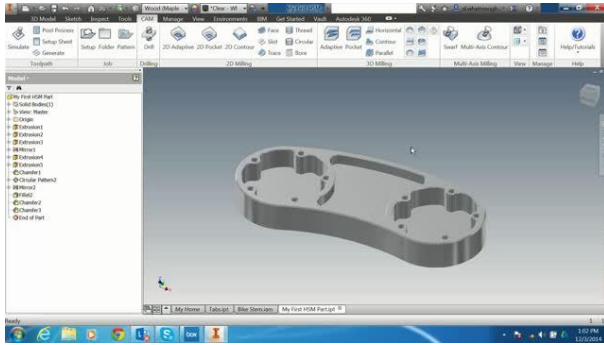 Wood (Maple
*Clear - Wl
3D Model Sketch Inspect Tools CAM Manage View Environments BIM Get Started Vault Autodesk 360
Simulate Post Process Setup Sheet Generate
Setup Folder Pattern
Drill
2D Adaptive 2D Pocket 2D Contour
Face Slot Trace
Thread Circular Bore
Adaptive Pocket
Horizontal Contour Parallel
Swarf Multi-Axis Contour
Help/Tutorials
Toolpath Job Drilling 2D Milling 3D Milling Multi-Axis Milling View Manage Help
Model
My First HSM Part
Solid Bodies(1)
View: Master
Origin
Extrusion1
Extrusion2
Extrusion3
Mirror1
Extrusion4
Extrusion5
Chamfer1
Circular Pattern2
Mirror2
Fillet2
Chamfer2
Chamfer3
End of Part
My Home Tabs.ipt Bike Stem.iam My First HSM Part.ipt
Ready
1
1:02 PM
12/3/2014